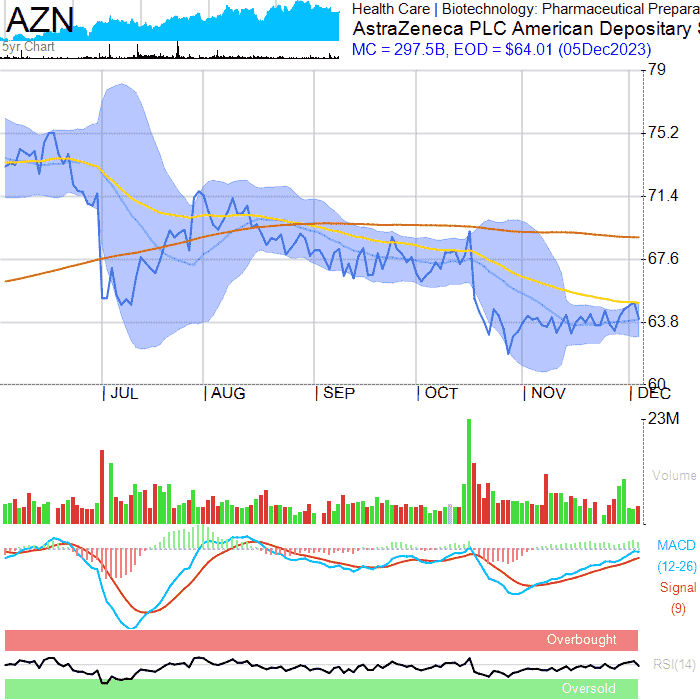 AZN
5yr Chart
Health Care | Biotechnology: Pharmaceutical Prepara
AstraZeneca PLC American Depositary S
MC = 297.5B, EOD = $64.01 (05Dec2023)
79
75.2
71.4
67.6
63.8
60
JUL
AUG
SEP
OCT
NOV
DEC
23M
Volume
MACD
(12-26)
Signal
(9)
Overbought
RSI(14)
Oversold